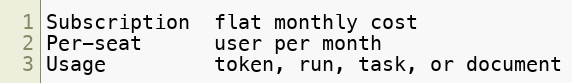 1 Subscription  flat monthly cost
2 Per-seat      user per month
3 Usage         token, run, task, or document